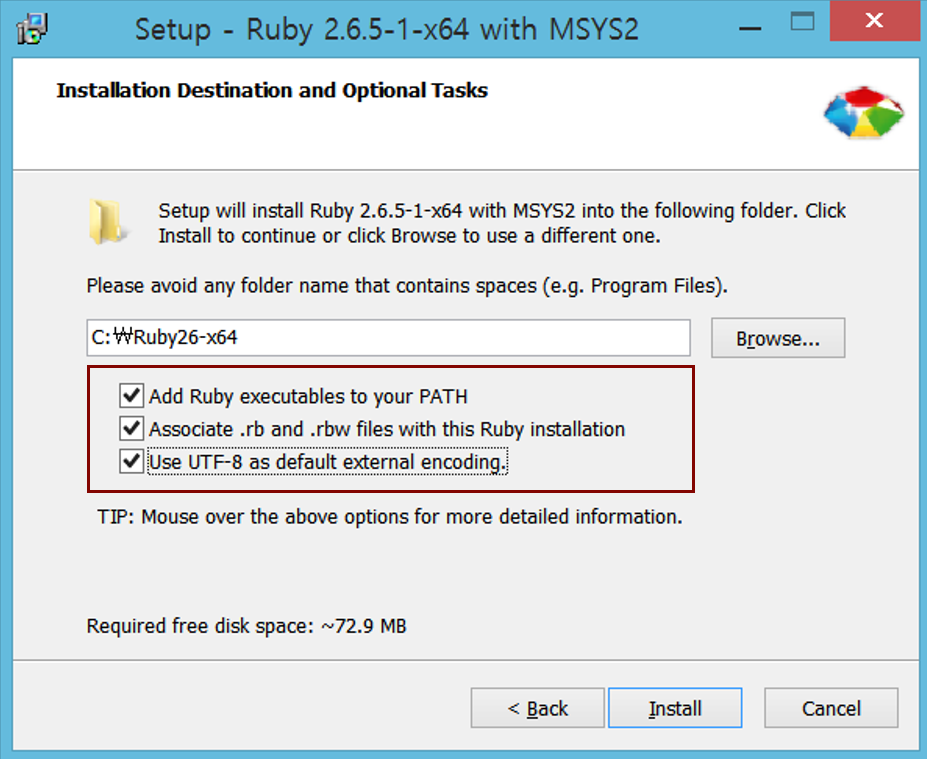 Setup - Ruby 2.6.5-1-x64 with MSYS2
Installation Destination and Optional Tasks
Setup will install Ruby 2.6.5-1-x64 with MSYS2 into the following folder. Click
Install to continue or click Browse to use a different one.
Please avoid any folder name that contains spaces (e.g. Program Files).
C:₩Ruby26-x64
Browse...
Add Ruby executables to your PATH
Associate .rb and .rbw files with this Ruby installation
Use UTF-8 as default external encoding.
TIP: Mouse over the above options for more detailed information.
Required free disk space: ~72.9 MB
< Back
Install
Cancel